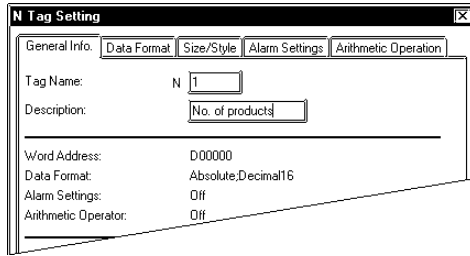 N Tag Setting
General Info. Data Format Size/Style Alarm Settings Arithmetic Operation
Tag Name: N 1
Description: No. of products
Word Address: D00000
Data Format: Absolute;Decimal16
Alarm Settings: Off
Arithmetic Operator: Off